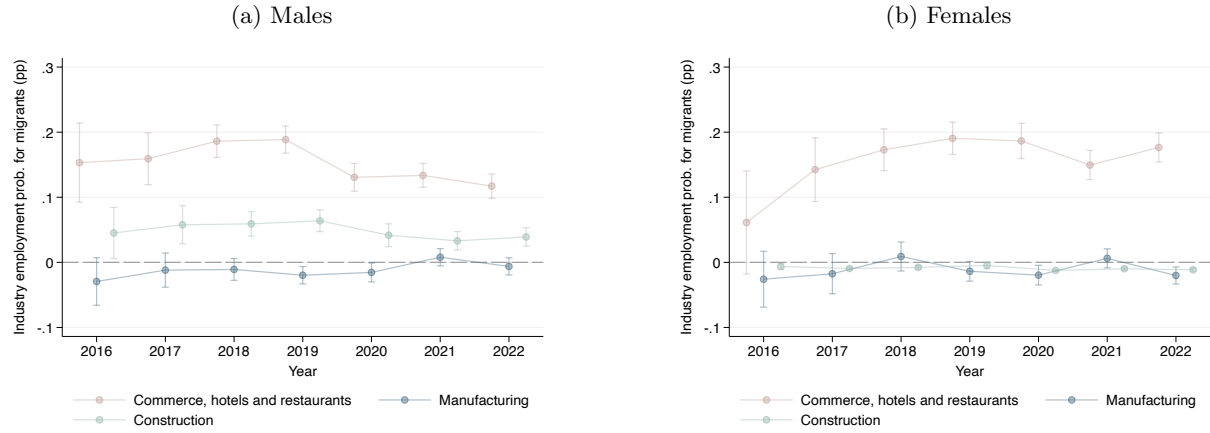 (a) Males
Industry employment prob. for migrants (pp)
.3
.2
.1
0
-.1
2016 2017 2018 2019 2020 2021 2022
Year
Commerce, hotels and restaurants Manufacturing
Construction
(b) Females
Industry employment prob. for migrants (pp)
.3
.2
.1
0
-.1
2016 2017 2018 2019 2020 2021 2022
Year
Commerce, hotels and restaurants Manufacturing
Construction